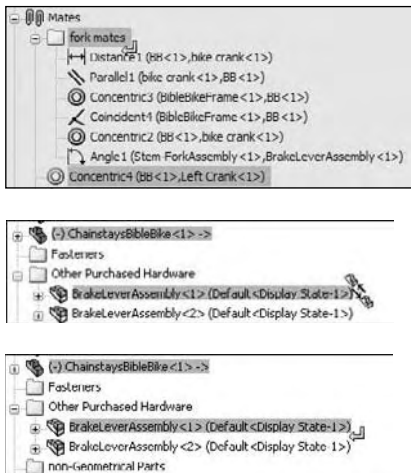 Mates
fork mates
Distance1 (BB<1>,bike crank<1>)
Parallel1 (bike crank<1>,BB<1>)
Concentric3 (BibleBikeFrame<1>,BB<1>)
Coincident4 (BibleBikeFrame<1>,BB<1>)
Concentric2 (BB<1>,bike crank<1>)
Angle1 (Stem ForkAssembly<1>,BrakeLeverAssembly<1>)
Concentric4 (BB<1>,Left Crank<1>)
(-) ChainstaysBibleBike<1> ->
Fasteners
Other Purchased Hardware
BrakeLeverAssembly<1> (Default<Display State-1>)
BrakeLeverAssembly<2> (Default<Display State-1>)
(-) ChainstaysBibleBike<1> ->
Fasteners
Other Purchased Hardware
BrakeLeverAssembly<1> (Default<Display State-1>)
BrakeLeverAssembly<2> (Default<Display State-1>)
non-Geometrical Parts